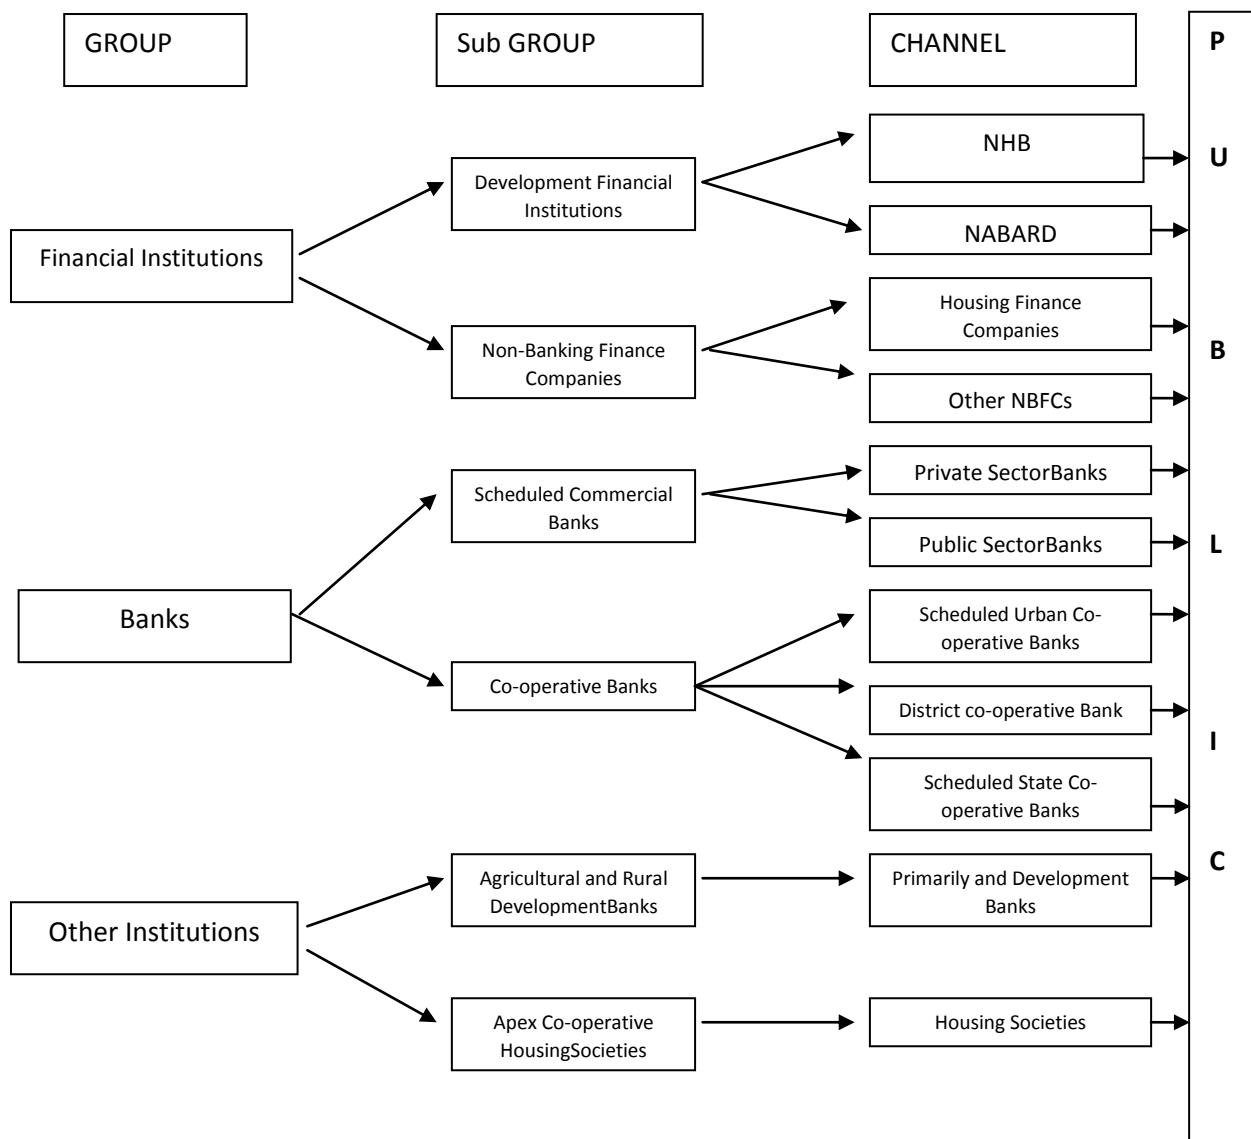 GROUP
Sub GROUP
CHANNEL
P
U
B
L
I
C
Financial Institutions
Development Financial
Institutions
NHB
NABARD
Non-Banking Finance
Companies
Housing Finance
Companies
Other NBFCs
Banks
Scheduled Commercial
Banks
Private SectorBanks
Public SectorBanks
Co-operative Banks
Scheduled Urban Co-
operative Banks
District co-operative Bank
Scheduled State Co-
operative Banks
Other Institutions
Agricultural and Rural
DevelopmentBanks
Primarily and Development
Banks
Apex Co-operative
HousingSocieties
Housing Societies